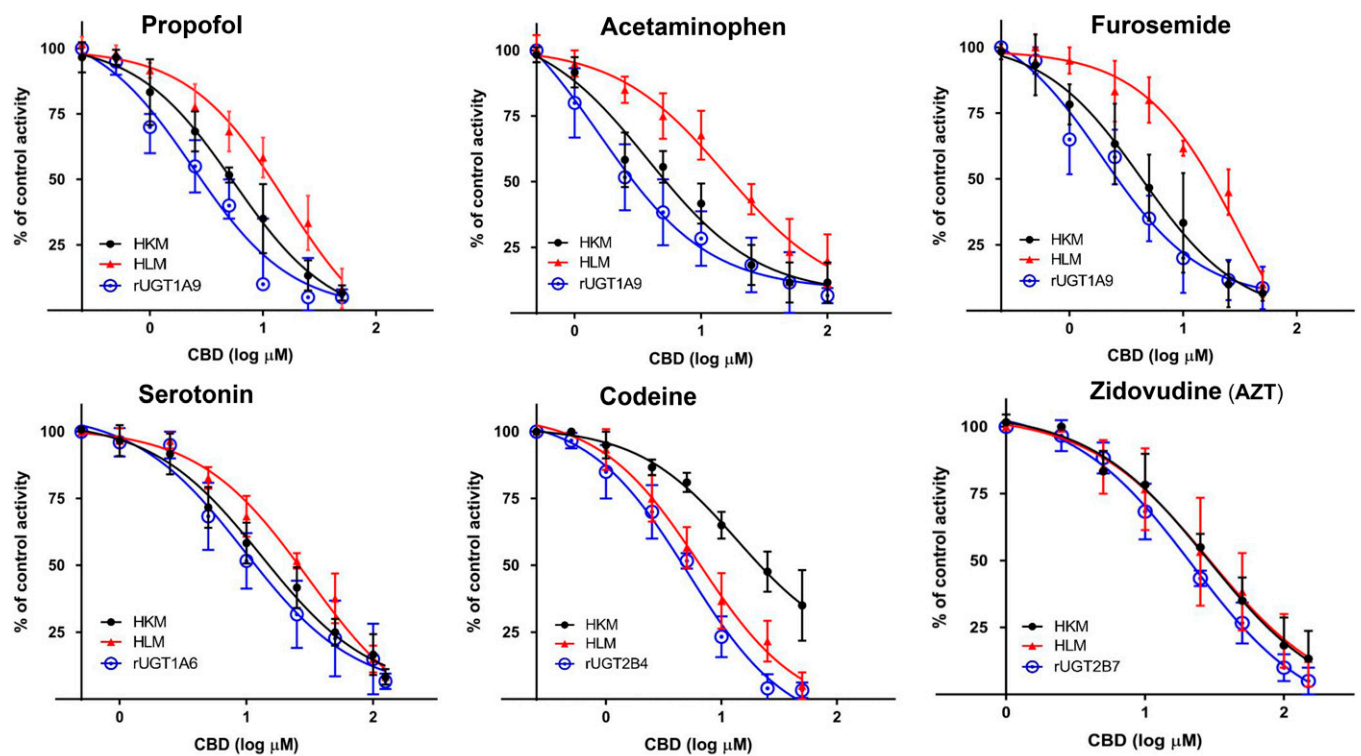 Propofol
% of control activity
100
75
50
25
HKM
HLM
rUGT1A9
0
1
2
CBD (log μM)
Acetaminophen
% of control activity
100
75
50
25
HKM
HLM
rUGT1A9
0
1
2
CBD (log μM)
Furosemide
% of control activity
100
75
50
25
HKM
HLM
rUGT1A9
0
1
2
CBD (log μM)
Serotonin
% of control activity
100
75
50
25
HKM
HLM
rUGT1A6
0
1
2
CBD (log μM)
Codeine
% of control activity
100
75
50
25
HKM
HLM
rUGT2B4
0
1
2
CBD (log μM)
Zidovudine (AZT)
% of control activity
100
75
50
25
HKM
HLM
rUGT2B7
0
1
2
CBD (log μM)